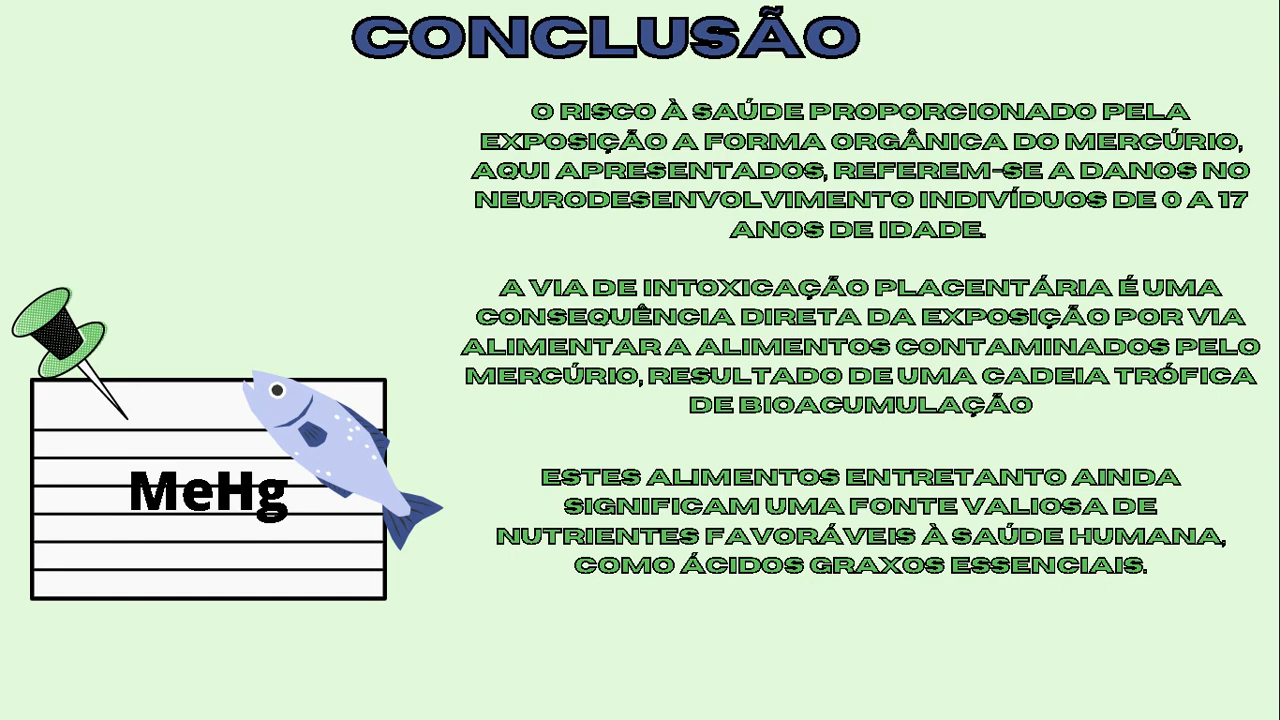 CONCLUSÃO
O RISCO À SAÚDE PROPORCIONADO PELA
EXPOSIÇÃO A FORMA ORGÂNICA DO MERCÚRIO,
AQUI APRESENTADOS, REFEREM-SE A DANOS NO
NEURODESENVOLVIMENTO INDIVÍDUOS DE 0 A 17
ANOS DE IDADE.
A VIA DE INTOXICAÇÃO PLACENTÁRIA É UMA
CONSEQUÊNCIA DIRETA DA EXPOSIÇÃO POR VIA
ALIMENTAR A ALIMENTOS CONTAMINADOS PELO
MERCÚRIO, RESULTADO DE UMA CADEIA TRÓFICA
DE BIOACUMULAÇÃO
ESTES ALIMENTOS ENTRETANTO AINDA
SIGNIFICAM UMA FONTE VALIOSA DE
NUTRIENTES FAVORÁVEIS À SAÚDE HUMANA,
COMO ÁCIDOS GRAXOS ESSENCIAIS.
MeHg